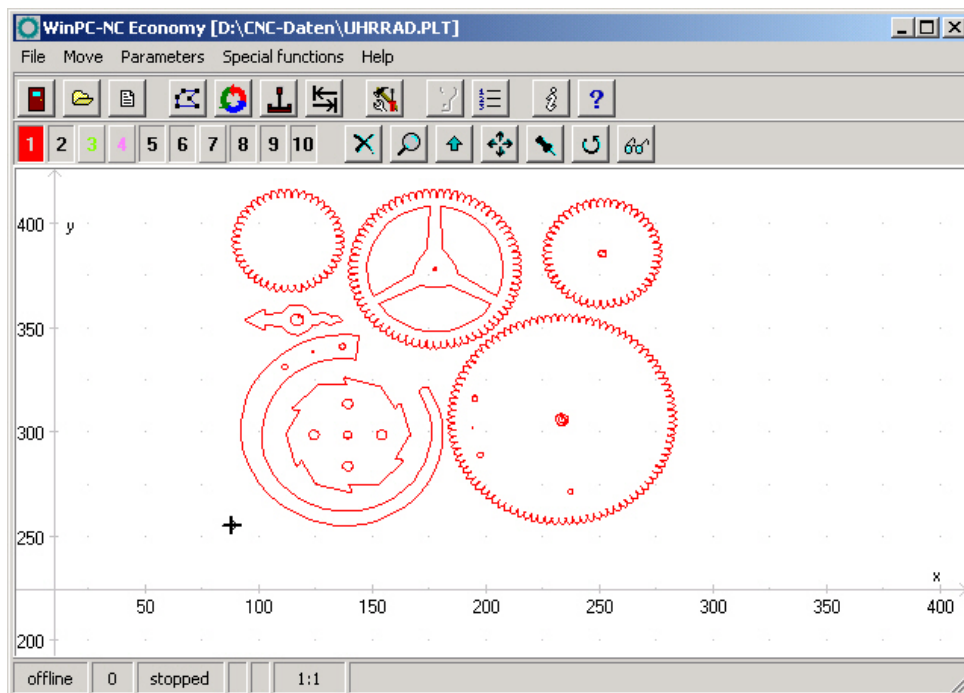 WinPC-NC Economy [D:\CNC-Daten\UHRRAD.PLT]
File Move Parameters Special functions Help
1 2 3 4 5 6 7 8 9 10
400
y
350
300
250
x
50 100 150 200 250 300 350 400
200
offline 0 stopped 1:1